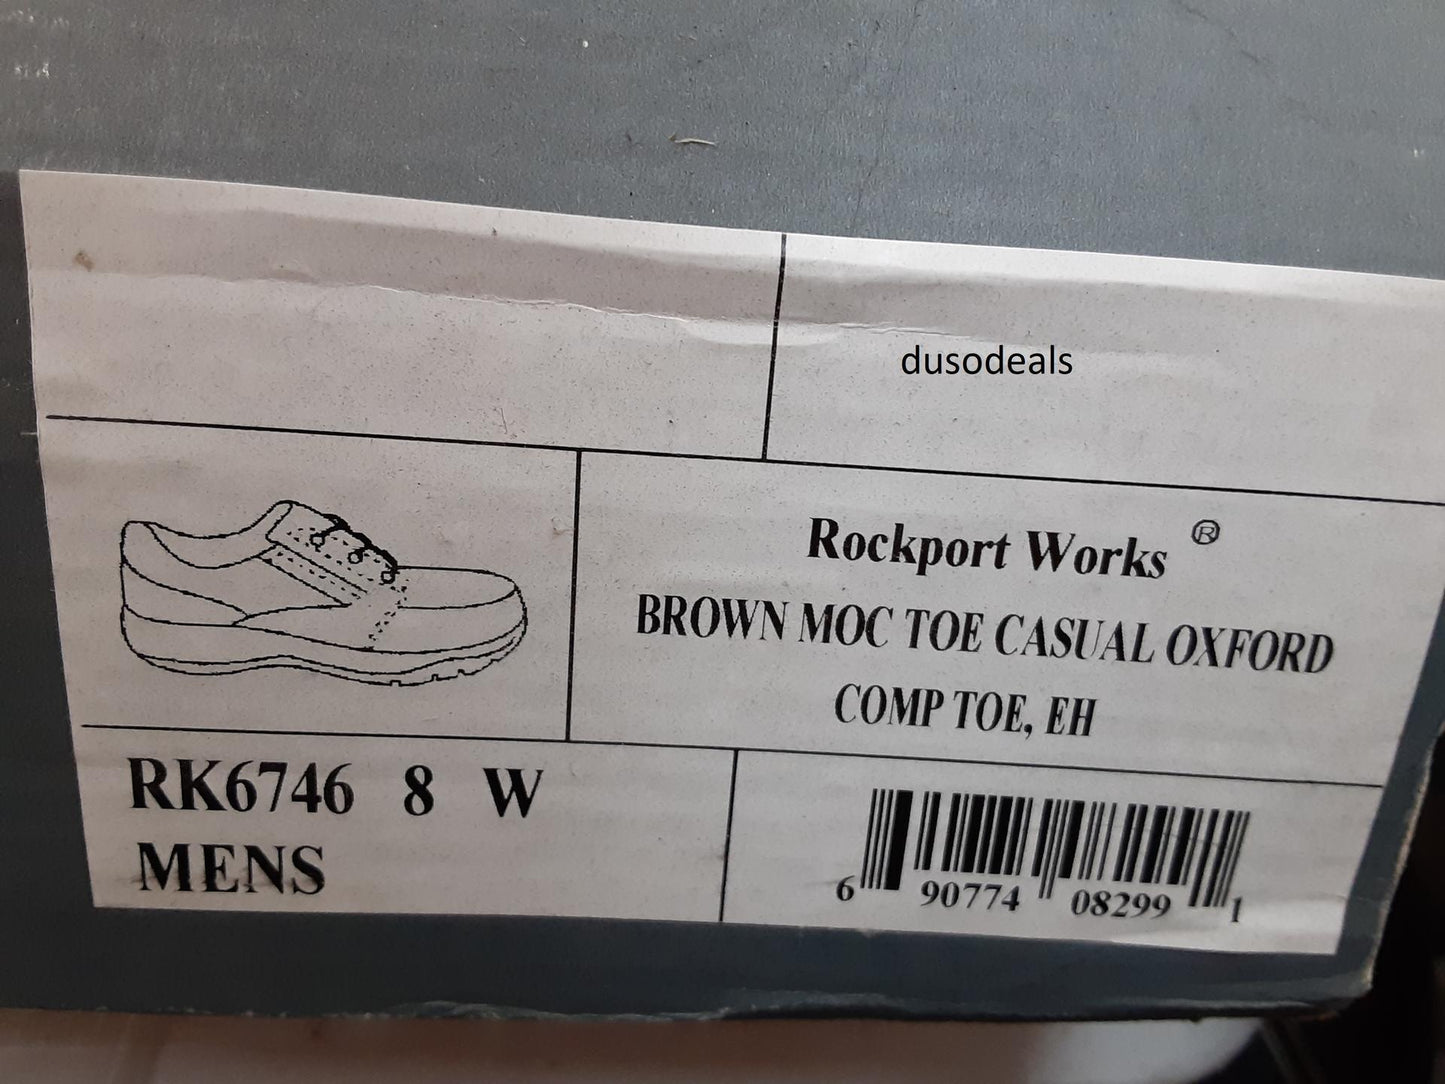 dusodeals
Rockport Works ®
BROWN MOC TOE CASUAL OXFORD
COMP TOE, EH
RK6746 8 W
MENS
6 90774 08299 1